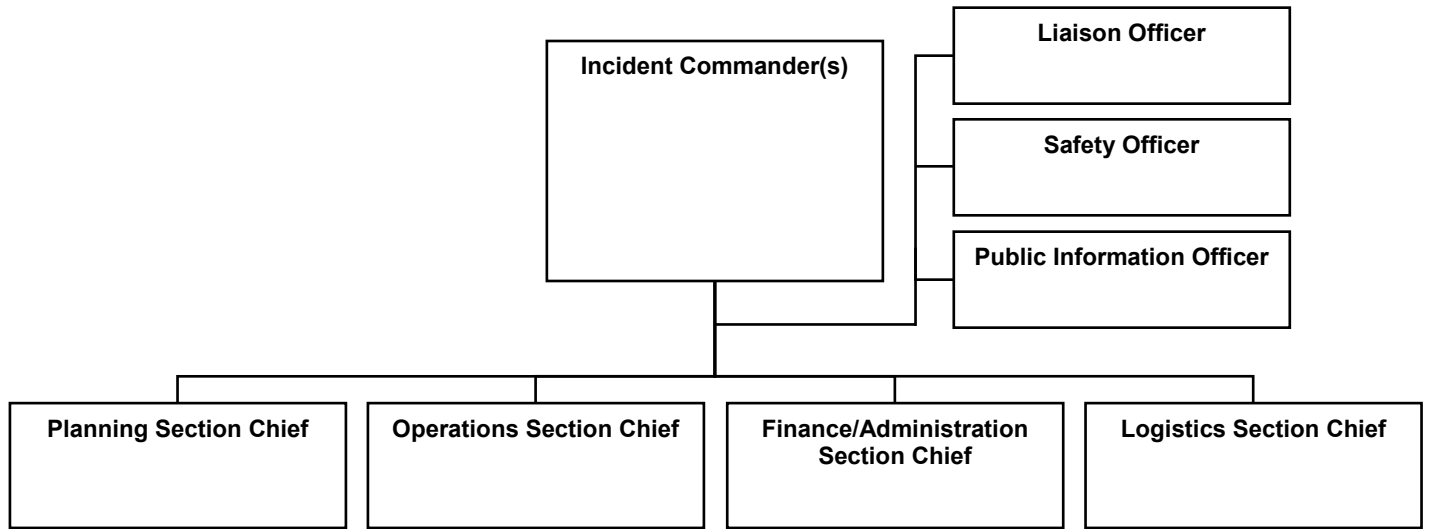 Incident Commander(s)
Liaison Officer
Safety Officer
Public Information Officer
Planning Section Chief
Operations Section Chief
Finance/Administration
Section Chief
Logistics Section Chief